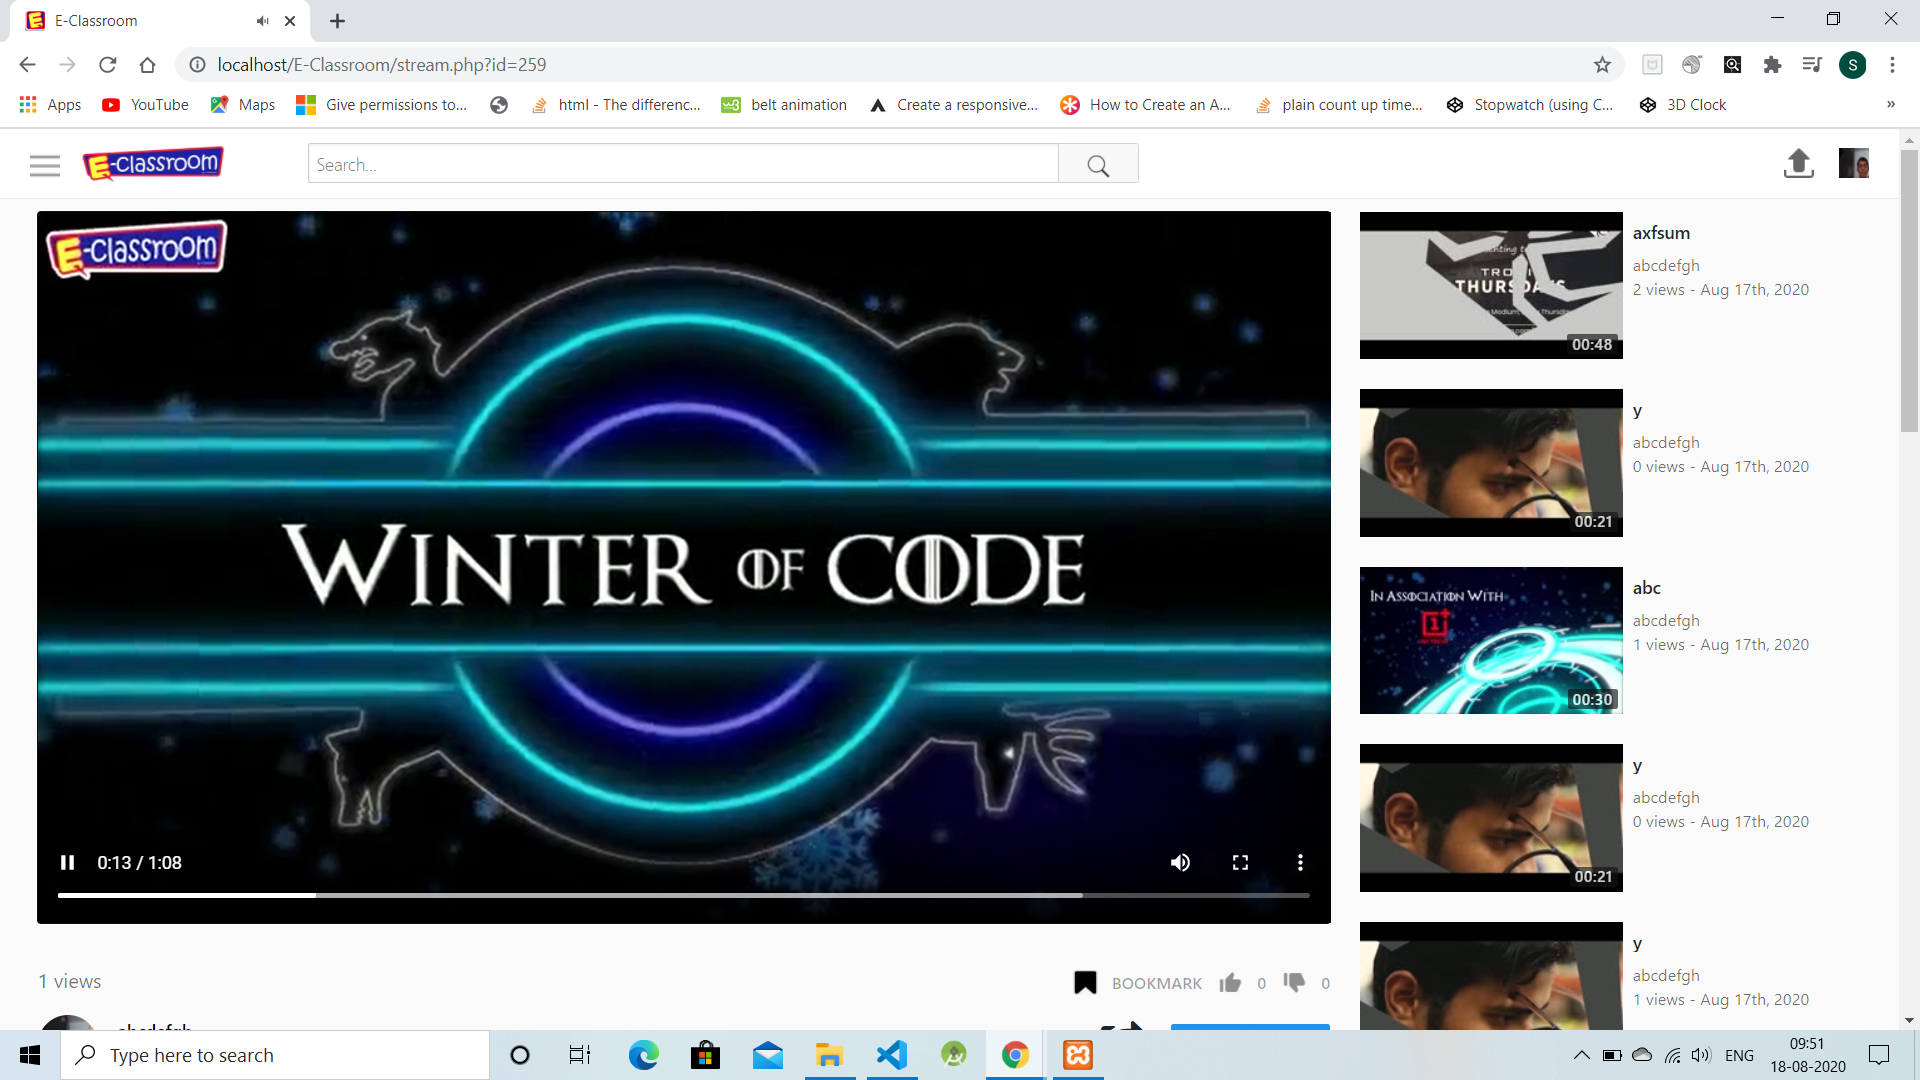 E-Classroom
localhost/E-Classroom/stream.php?id=259
S
Apps
YouTube
Maps
Give permissions to...
html - The differenc...
belt animation
Create a responsive...
How to Create an A...
plain count up time...
Stopwatch (using C...
3D Clock
»
E-Classroom
Search...
E-Classroom
WINTER OF CODE
0:13 / 1:08
THURSDAYS
00:48
axfsum
abcdefgh
2 views - Aug 17th, 2020
00:21
y
abcdefgh
0 views - Aug 17th, 2020
IN ASSOCIATION WITH
00:30
abc
abcdefgh
1 views - Aug 17th, 2020
00:21
y
abcdefgh
0 views - Aug 17th, 2020
y
abcdefgh
1 views - Aug 17th, 2020
1 views
BOOKMARK
0
0
abcdefgh
Type here to search
ENG
09:51
18-08-2020